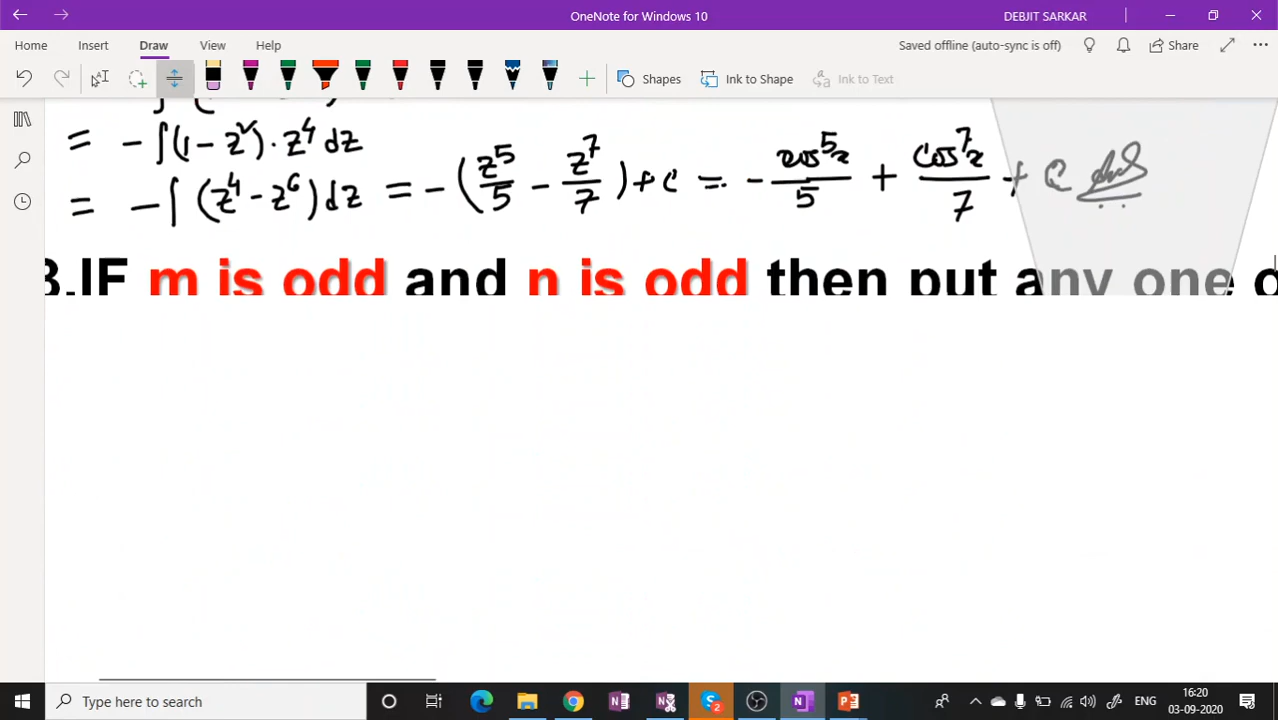 OneNote for Windows 10
DEBJIT SARKAR
Home Insert Draw View Help
Saved offline (auto-sync is off)
Share
Shapes
Ink to Shape
Ink to Text
= - ∫(1 - z²) · z⁴ dz
= - ∫ (z⁴ - z⁶) dz = - (z⁵/5 - z⁷/7) + c = - cos⁵x/5 + cos⁷x/7 + C Ans
3.IF m is odd and n is odd then put any one o
Type here to search
ENG
16:20
03-09-2020